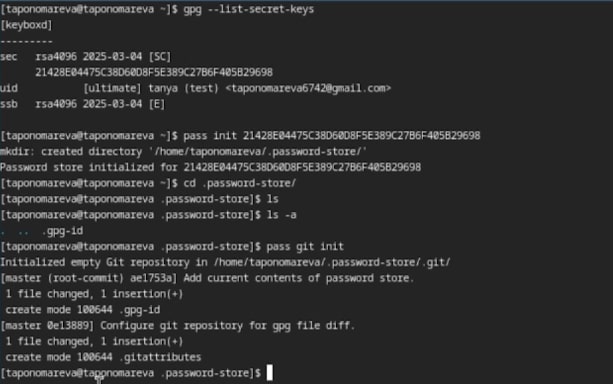 [taponomareva@taponomareva ~]$ gpg --list-secret-keys
[keyboxd]
---------
sec   rsa4096 2025-03-04 [SC]
      21428E04475C38D60D8F5E389C27B6F405B29698
uid           [ultimate] tanya (test) <taponomareva6742@gmail.com>
ssb   rsa4096 2025-03-04 [E]
[taponomareva@taponomareva ~]$ pass init 21428E04475C38D60D8F5E389C27B6F405B29698
mkdir: created directory '/home/taponomareva/.password-store/'
Password store initialized for 21428E04475C38D60D8F5E389C27B6F405B29698
[taponomareva@taponomareva ~]$ cd .password-store/
[taponomareva@taponomareva .password-store]$ ls
[taponomareva@taponomareva .password-store]$ ls -a
.  ..  .gpg-id
[taponomareva@taponomareva .password-store]$ pass git init
Initialized empty Git repository in /home/taponomareva/.password-store/.git/
[master (root-commit) ae1753a] Add current contents of password store.
 1 file changed, 1 insertion(+)
 create mode 100644 .gpg-id
[master 0e13889] Configure git repository for gpg file diff.
 1 file changed, 1 insertion(+)
 create mode 100644 .gitattributes
[taponomareva@taponomareva .password-store]$